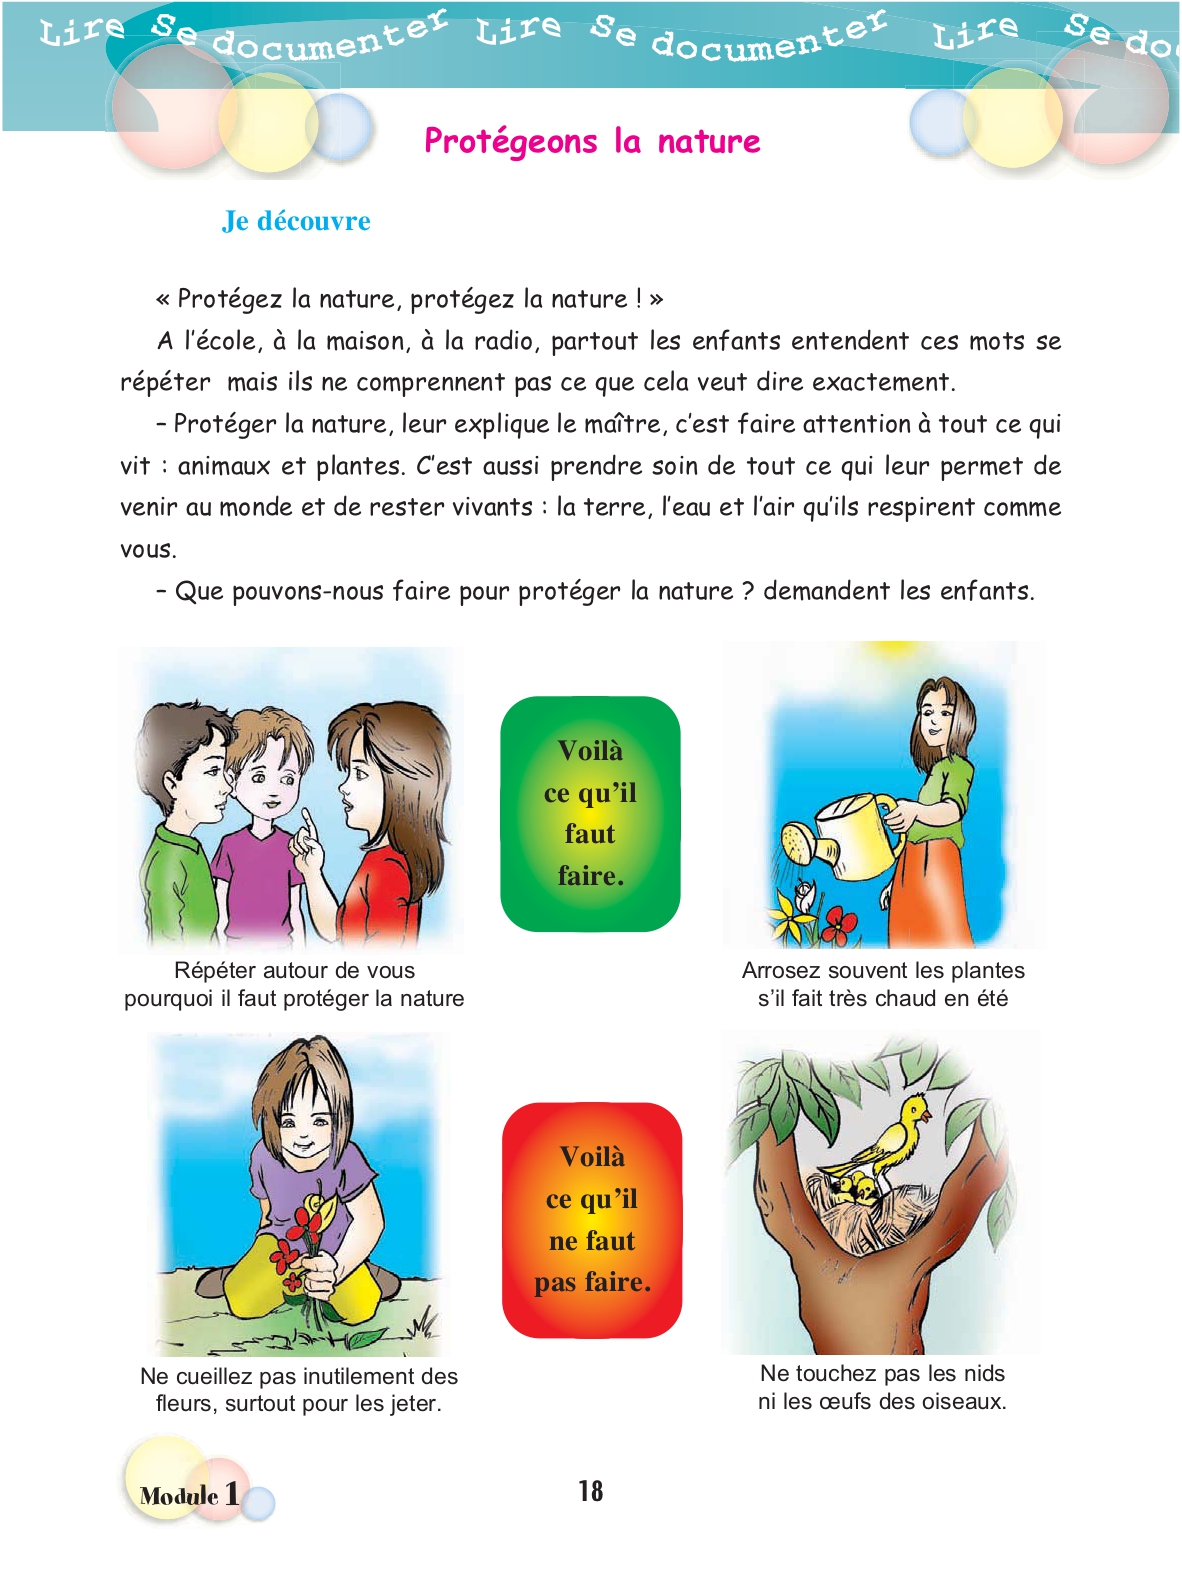 Lire Se documenter Lire Se documenter Lire Se doc
Protégeons la nature
Je découvre
« Protégez la nature, protégez la nature ! »
A l’école, à la maison, à la radio, partout les enfants entendent ces mots se
répéter mais ils ne comprennent pas ce que cela veut dire exactement.
– Protéger la nature, leur explique le maître, c’est faire attention à tout ce qui
vit : animaux et plantes. C’est aussi prendre soin de tout ce qui leur permet de
venir au monde et de rester vivants : la terre, l’eau et l’air qu’ils respirent comme
vous.
– Que pouvons-nous faire pour protéger la nature ? demandent les enfants.
Voilà
ce qu’il
faut
faire.
Répéter autour de vous
pourquoi il faut protéger la nature
Arrosez souvent les plantes
s’il fait très chaud en été
Voilà
ce qu’il
ne faut
pas faire.
Ne cueillez pas inutilement des
fleurs, surtout pour les jeter.
Ne touchez pas les nids
ni les œufs des oiseaux.
Module 1
18